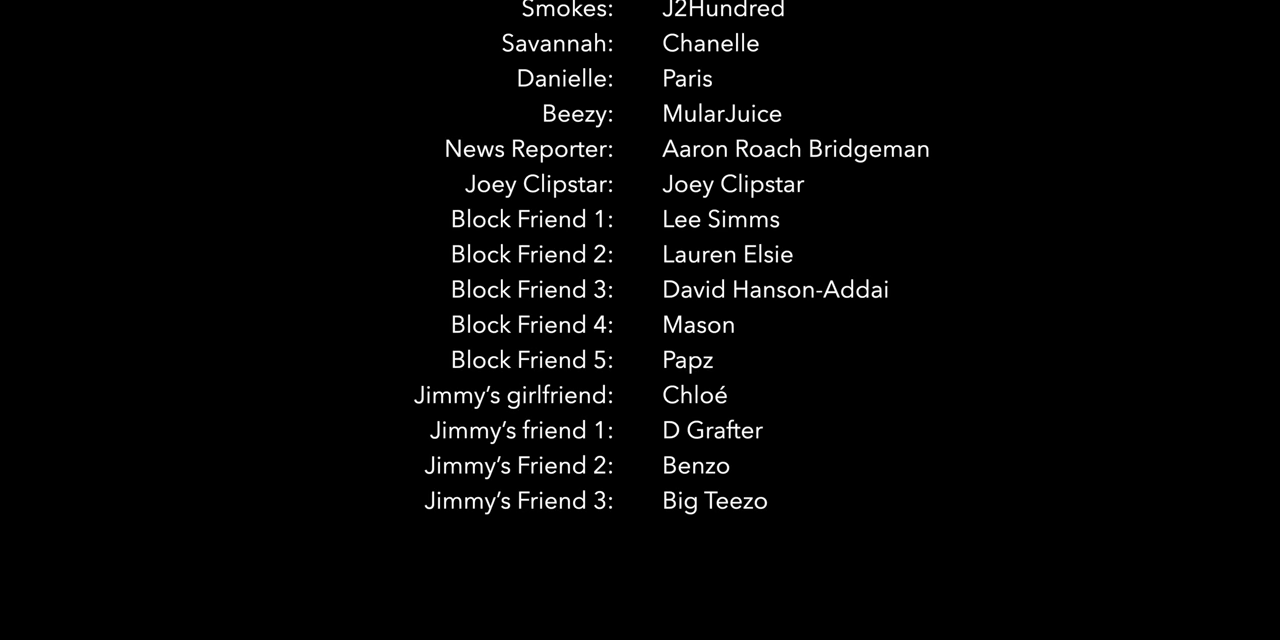 Smokes: J2Hundred
Savannah: Chanelle
Danielle: Paris
Beezy: MularJuice
News Reporter: Aaron Roach Bridgeman
Joey Clipstar: Joey Clipstar
Block Friend 1: Lee Simms
Block Friend 2: Lauren Elsie
Block Friend 3: David Hanson-Addai
Block Friend 4: Mason
Block Friend 5: Papz
Jimmy’s girlfriend: Chloé
Jimmy’s friend 1: D Grafter
Jimmy’s Friend 2: Benzo
Jimmy’s Friend 3: Big Teezo